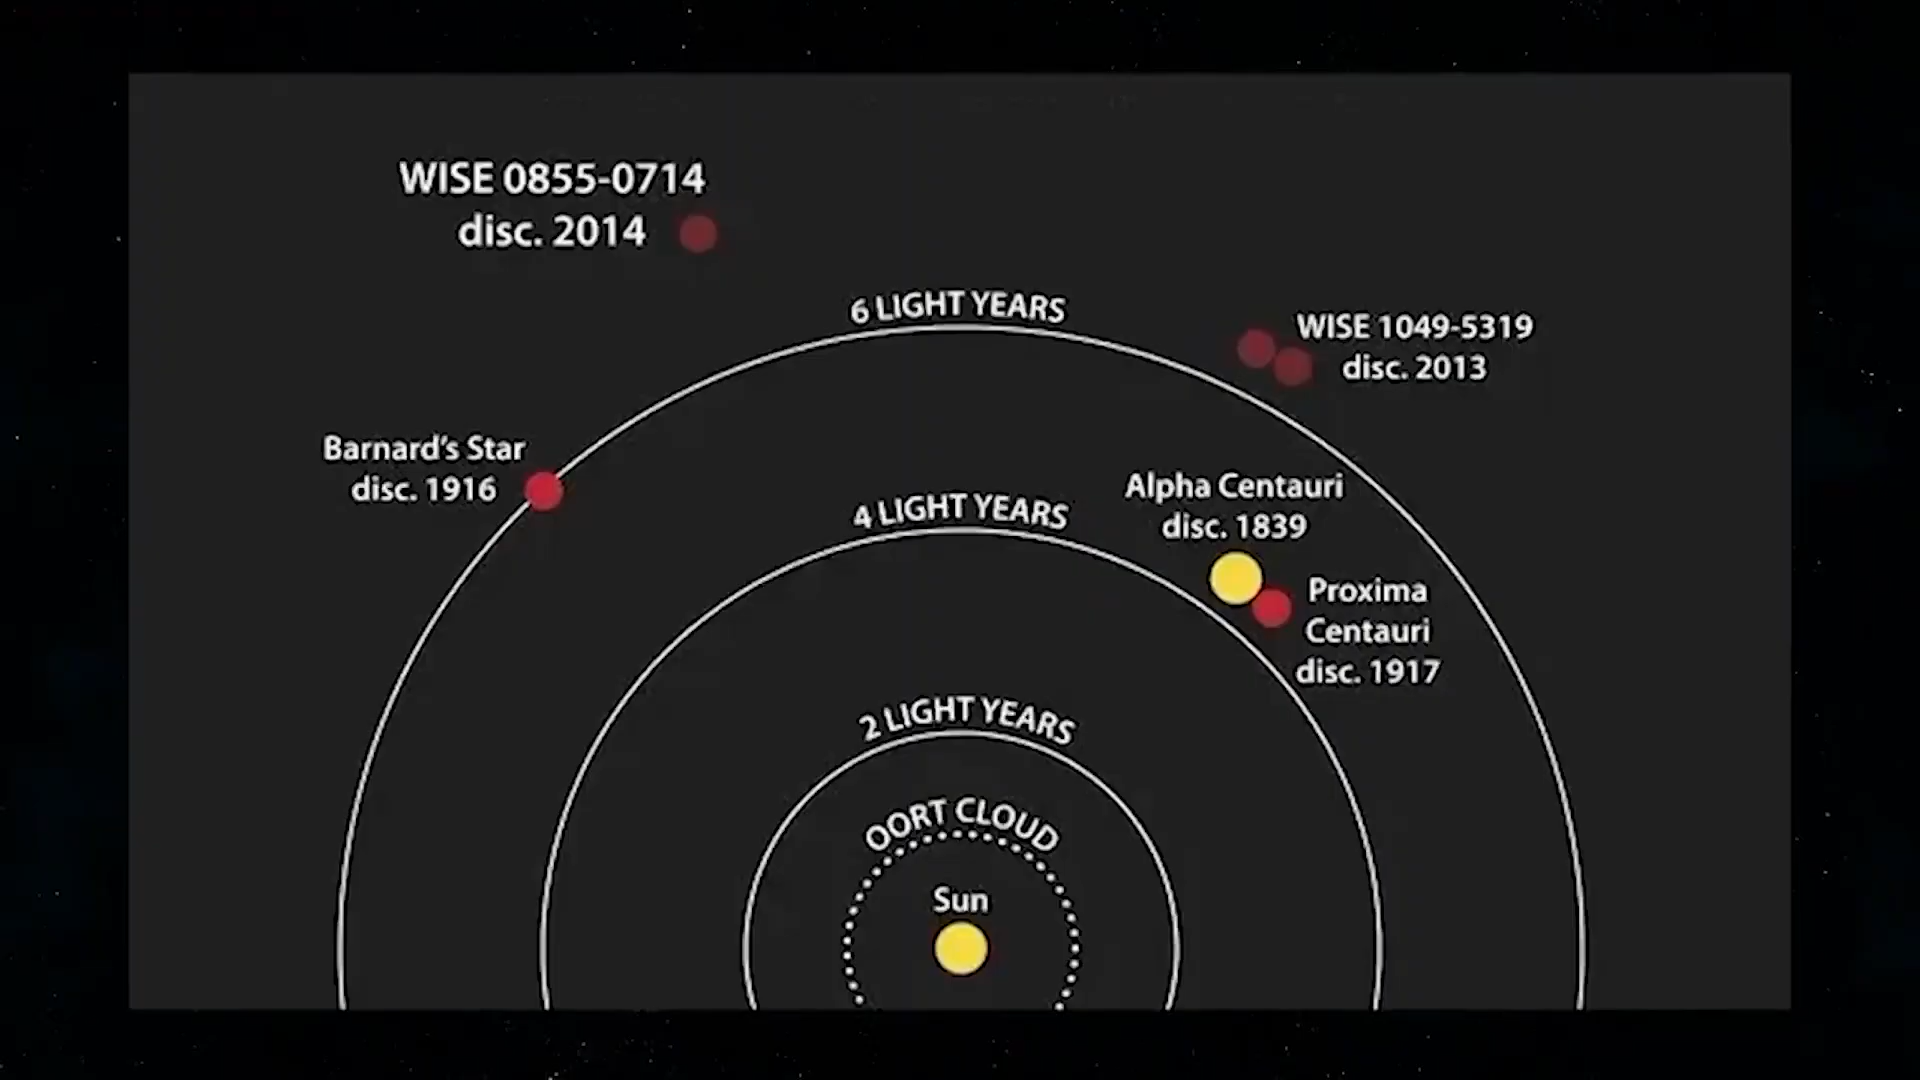 WISE 0855-0714
disc. 2014
6 LIGHT YEARS
WISE 1049-5319
disc. 2013
Barnard's Star
disc. 1916
Alpha Centauri
disc. 1839
4 LIGHT YEARS
Proxima
Centauri
disc. 1917
2 LIGHT YEARS
OORT CLOUD
Sun